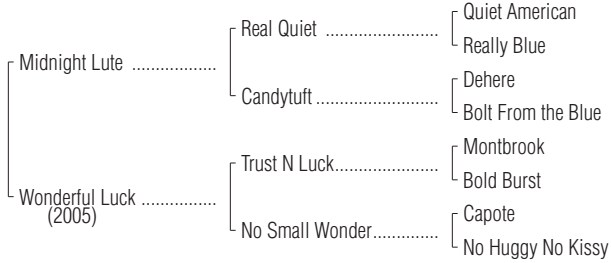 Quiet American
Real Quiet ..................
Really Blue
Midnight Lute ..................
Dehere
Candytuft ..........................
Bolt From the Blue
Montbrook
Trust N Luck......................
Bold Burst
Wonderful Luck ................
(2005)
Capote
No Small Wonder..............
No Huggy No Kissy